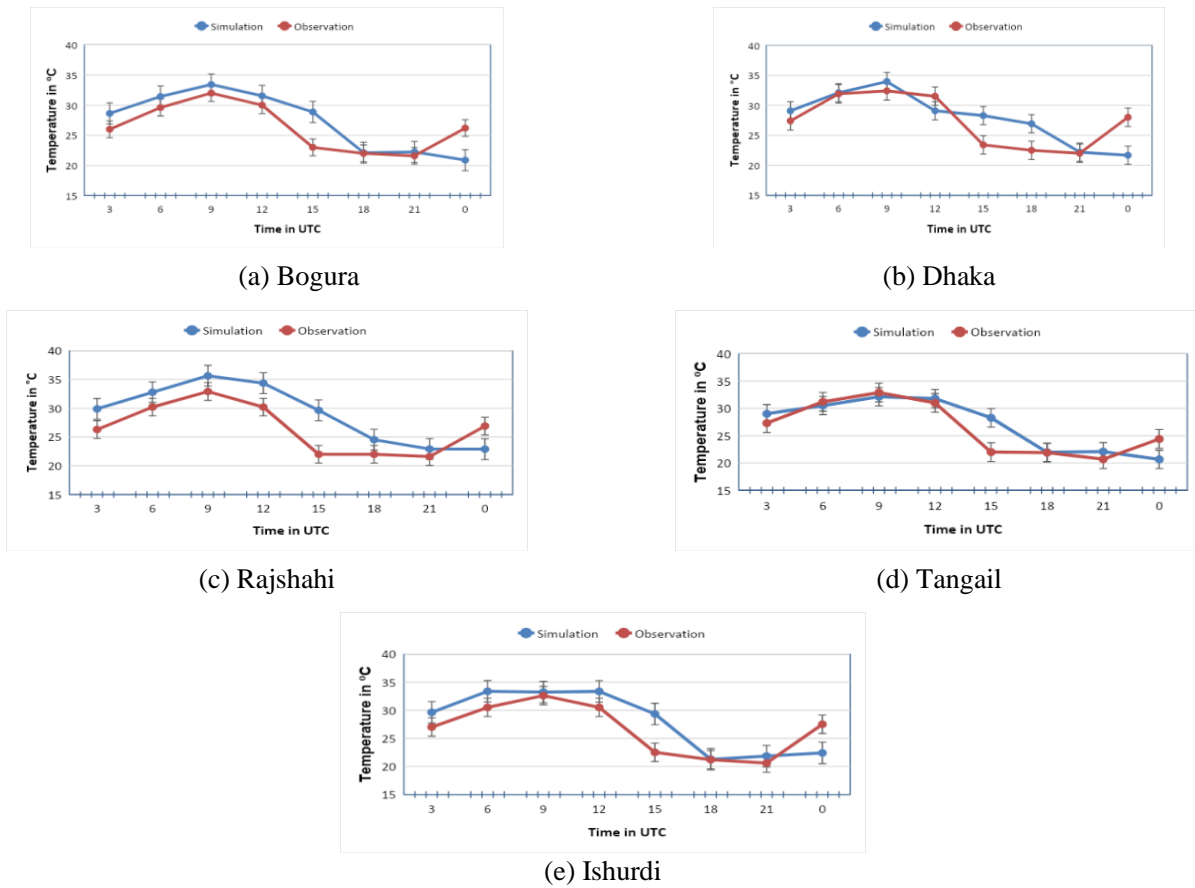 Simulation Observation
40
35
30
25
20
15
Temperature in °C
3 6 9 12 15 18 21 0
Time in UTC
(a) Bogura
Simulation Observation
40
35
30
25
20
15
Temperature in °C
3 6 9 12 15 18 21 0
Time in UTC
(b) Dhaka
Simulation Observation
40
35
30
25
20
15
Temperature in °C
3 6 9 12 15 18 21 0
Time in UTC
(c) Rajshahi
Simulation Observation
40
35
30
25
20
15
Temperature in °C
3 6 9 12 15 18 21 0
Time in UTC
(d) Tangail
Simulation Observation
40
35
30
25
20
15
Temperature in °C
3 6 9 12 15 18 21 0
Time in UTC
(e) Ishurdi